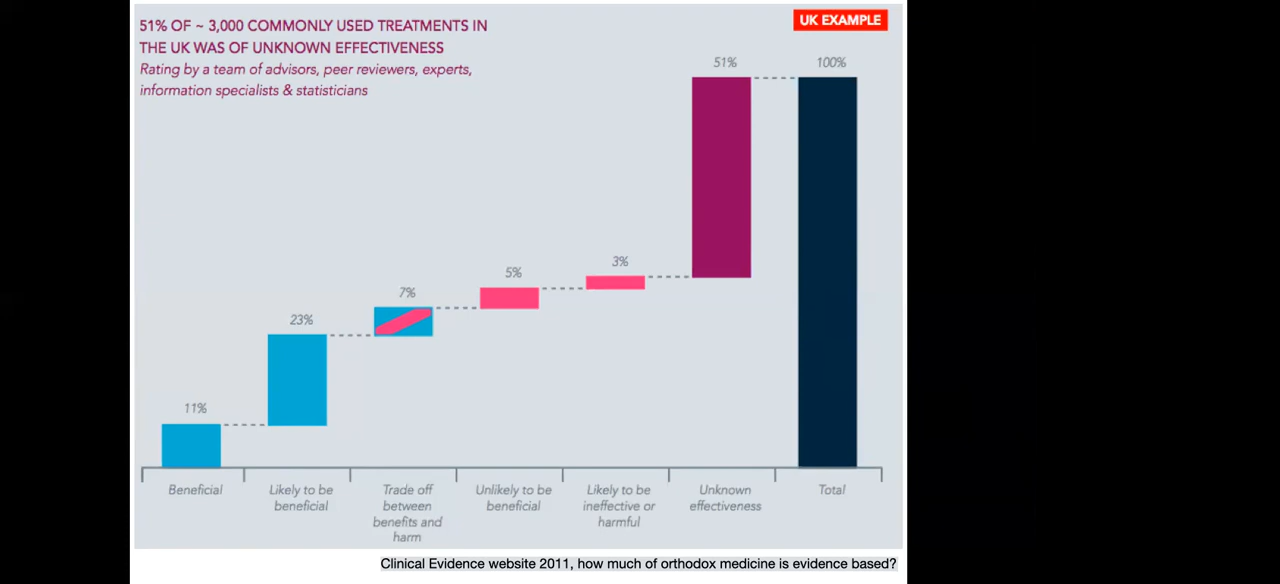 51% OF ~ 3,000 COMMONLY USED TREATMENTS IN
THE UK WAS OF UNKNOWN EFFECTIVENESS
Rating by a team of advisors, peer reviewers, experts,
information specialists & statisticians
UK EXAMPLE
11%
23%
7%
5%
3%
51%
100%
Beneficial
Likely to be
beneficial
Trade off
between
benefits and
harm
Unlikely to be
beneficial
Likely to be
ineffective or
harmful
Unknown
effectiveness
Total
Clinical Evidence website 2011, how much of orthodox medicine is evidence based?